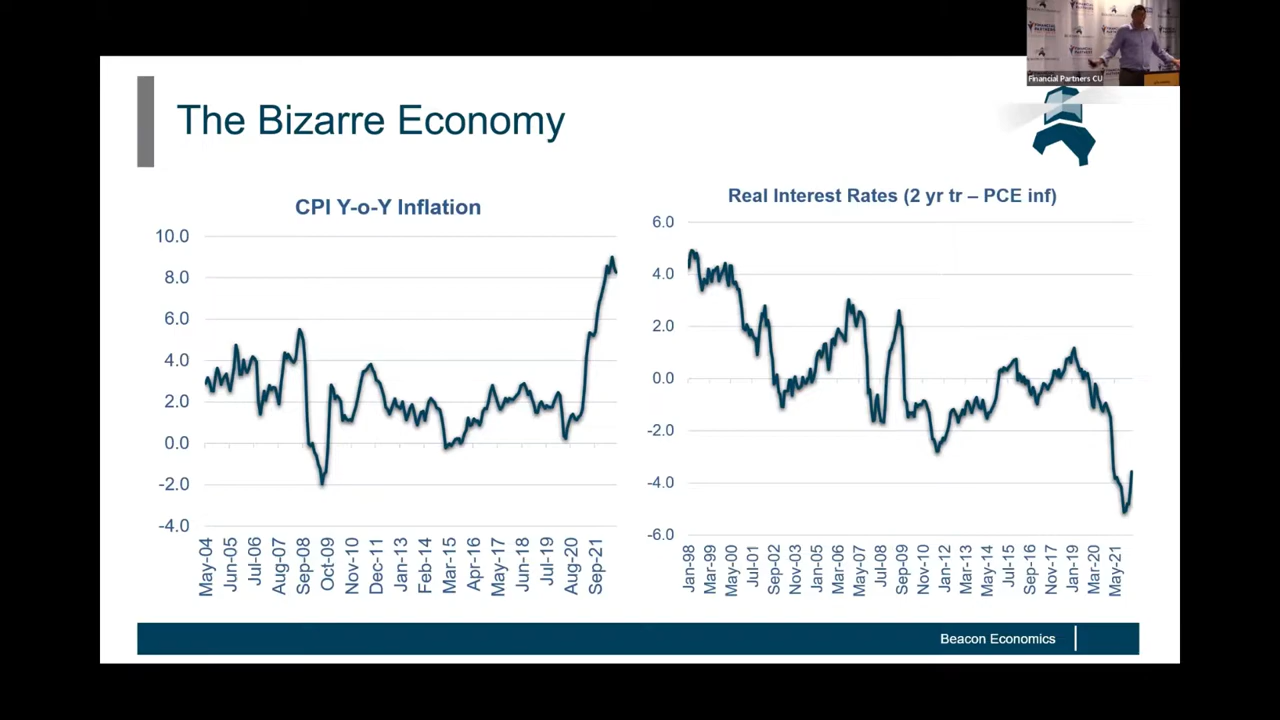 Financial Partners CU
The Bizarre Economy
CPI Y-o-Y Inflation
10.0
8.0
6.0
4.0
2.0
0.0
-2.0
-4.0
May-04
Jun-05
Jul-06
Aug-07
Sep-08
Oct-09
Nov-10
Dec-11
Jan-13
Feb-14
Mar-15
Apr-16
May-17
Jun-18
Jul-19
Aug-20
Sep-21
Real Interest Rates (2 yr tr – PCE inf)
6.0
4.0
2.0
0.0
-2.0
-4.0
-6.0
Jan-98
Mar-99
May-00
Jul-01
Sep-02
Nov-03
Jan-05
Mar-06
May-07
Jul-08
Sep-09
Nov-10
Jan-12
Mar-13
May-14
Jul-15
Sep-16
Nov-17
Jan-19
Mar-20
May-21
Beacon Economics